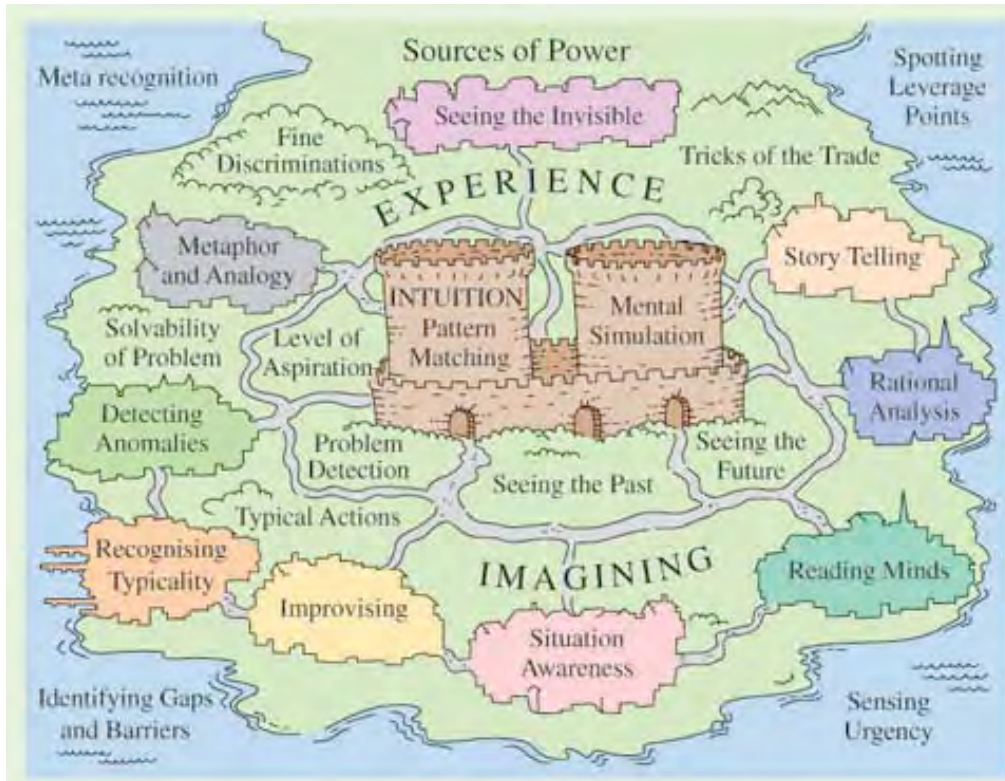 Sources of Power
Meta recognition
Spotting
Leverage
Points
Seeing the Invisible
Fine
Discriminations
Tricks of the Trade
EXPERIENCE
Metaphor
and Analogy
Story Telling
INTUITION
Pattern
Matching
Mental
Simulation
Solvability
of Problem
Level of
Aspiration
Rational
Analysis
Detecting
Anomalies
Problem
Detection
Seeing the Past
Seeing the
Future
Typical Actions
Recognising
Typicality
IMAGINING
Reading Minds
Improvising
Situation
Awareness
Identifying Gaps
and Barriers
Sensing
Urgency